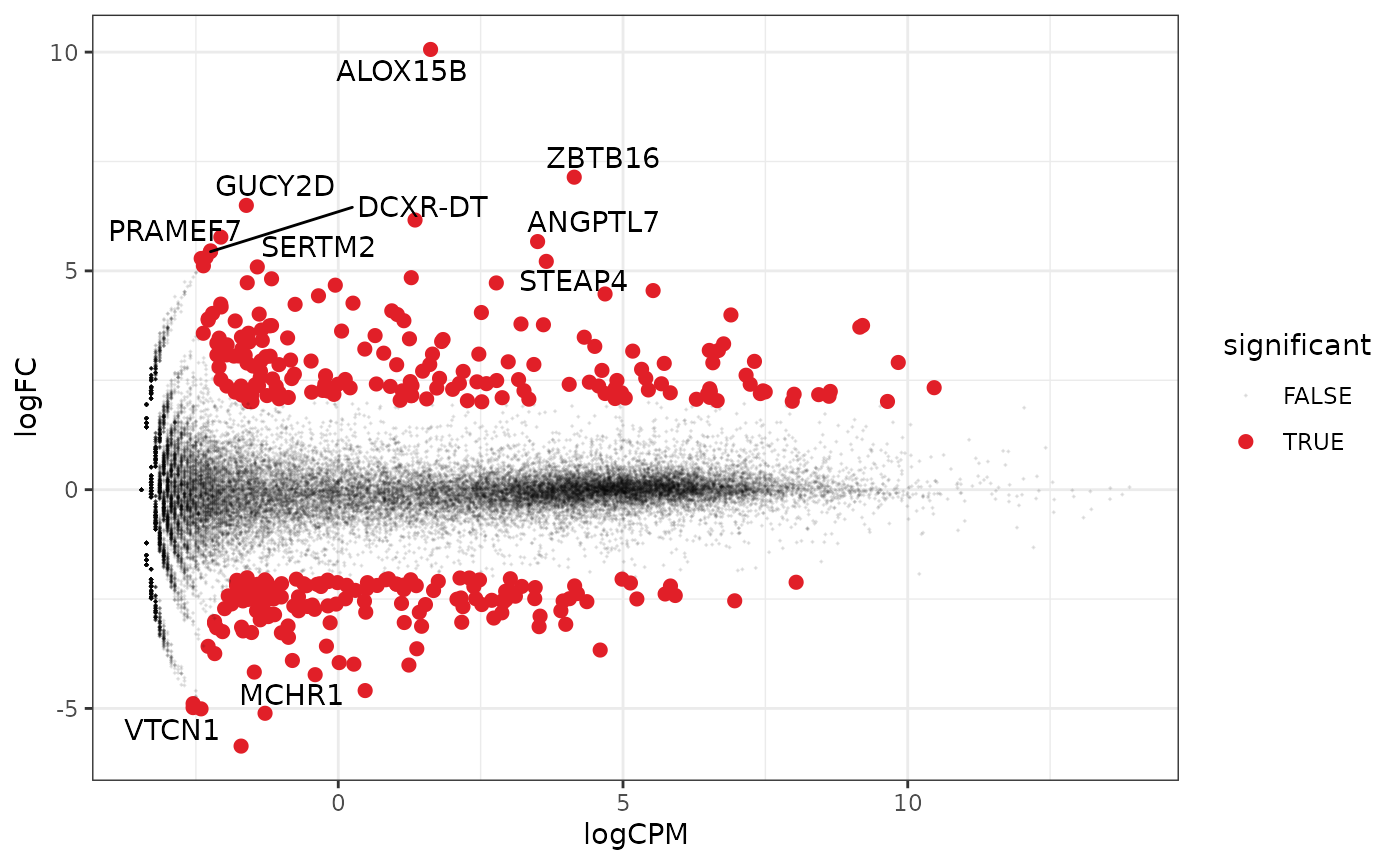 10
ALOX15B
ZBTB16
GUCY2D
DCXR-DT
PRAMEF7
ANGPTL7
SERTM2
5
STEAP4
logFC
significant
FALSE
TRUE
0
MCHR1
-5
VTCN1
0
5
10
logCPM